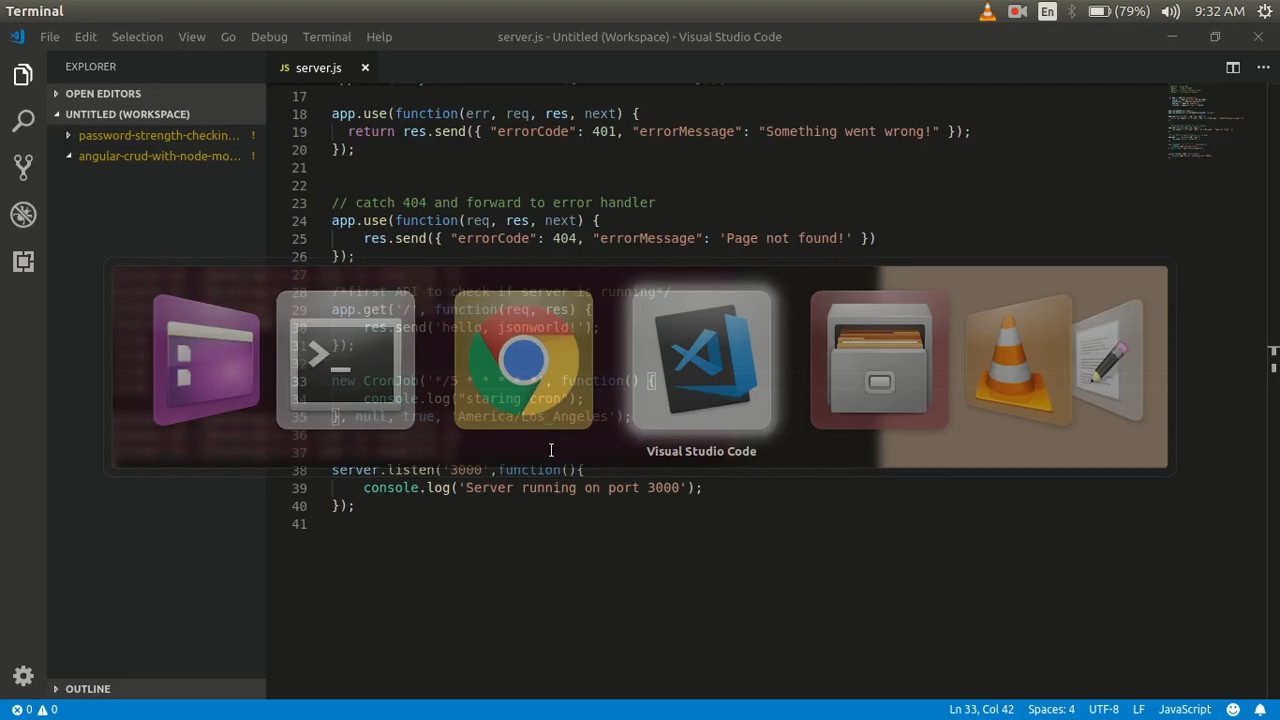 Terminal
En
(79%)
9:32 AM
File Edit Selection View Go Debug Terminal Help
server.js - Untitled (Workspace) - Visual Studio Code
EXPLORER
JS server.js
OPEN EDITORS
UNTITLED (WORKSPACE)
password-strength-checkin... !
angular-crud-with-node-mo... !
17
18 app.use(function(err, req, res, next) {
19 return res.send({ "errorCode": 401, "errorMessage": "Something went wrong!" });
20 });
21
22
23 // catch 404 and forward to error handler
24 app.use(function(req, res, next) {
25 res.send({ "errorCode": 404, "errorMessage": 'Page not found!' })
26 });
27
28 /*first API to check if server is running*/
29 app.get('/', function(req, res) {
30 res.send('hello, jsonworld!');
31 });
32
33 new CronJob('*/5 * * * * *', function() {
34 console.log("staring cron");
35 }, null, true, 'America/Los_Angeles');
36
37
38 server.listen('3000',function(){
39 console.log('Server running on port 3000');
40 });
41
Visual Studio Code
OUTLINE
0 0
Ln 33, Col 42 Spaces: 4 UTF-8 LF JavaScript